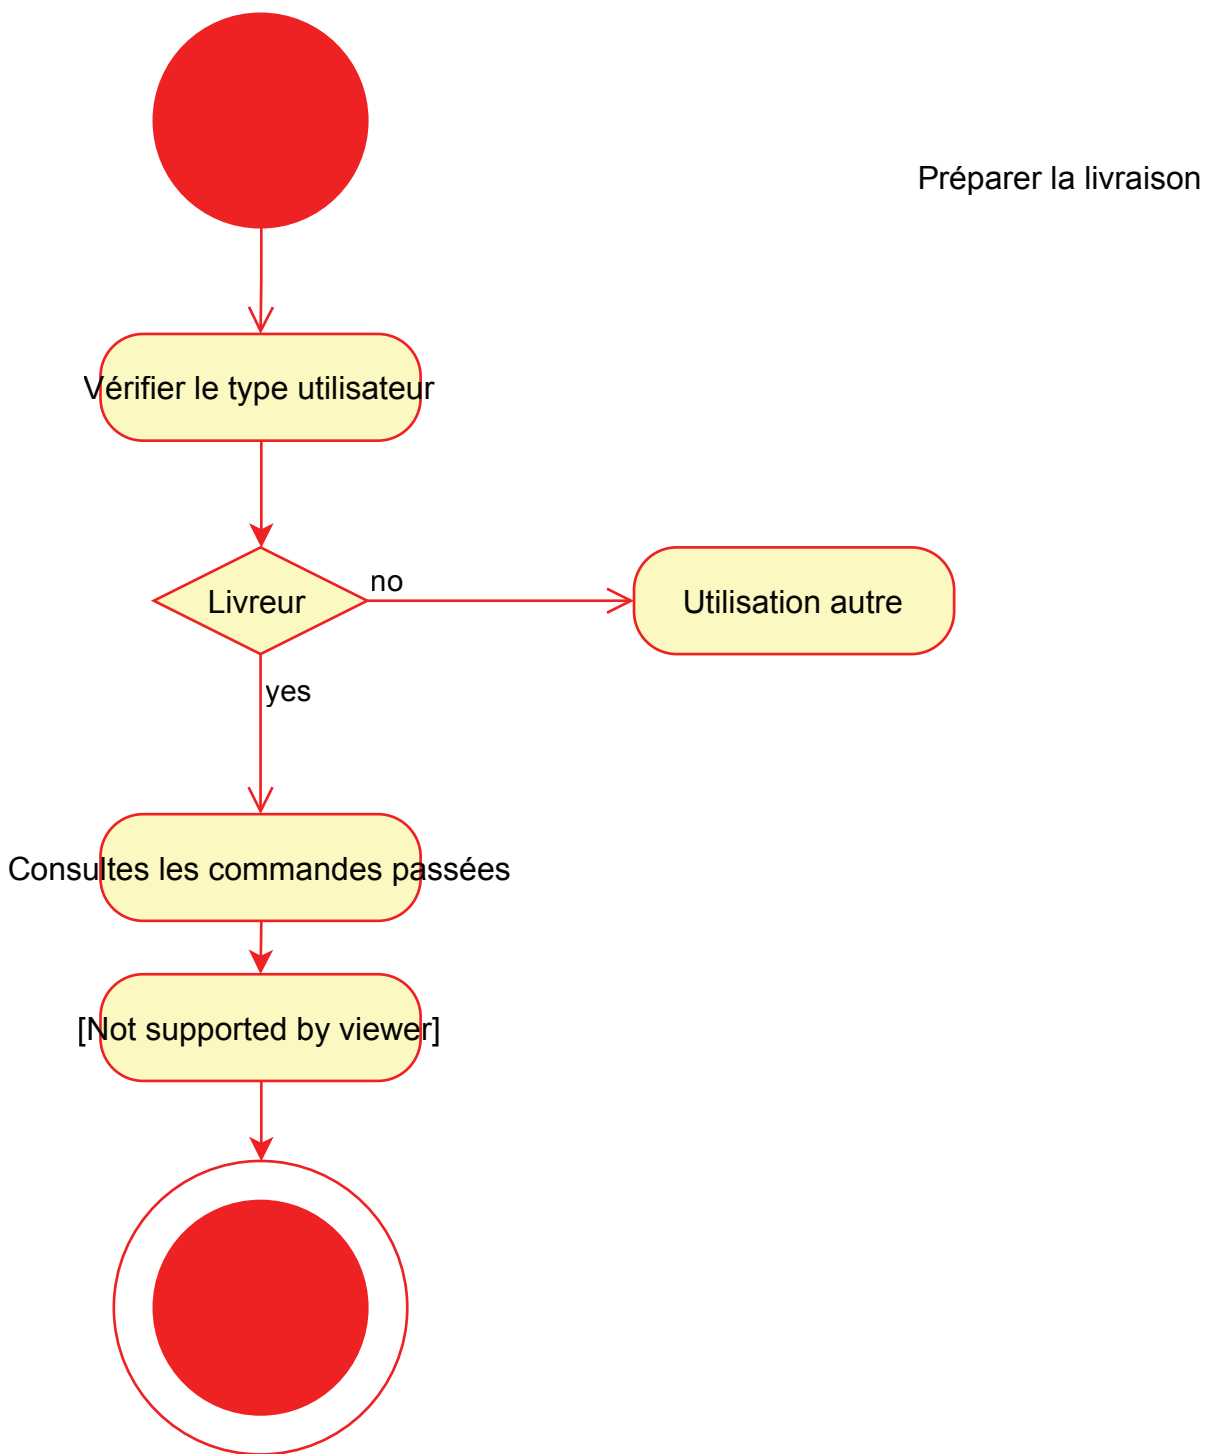 Préparer la livraison
Vérifier le type utilisateur
Livreur
no
Utilisation autre
yes
Consultes les commandes passées
[Not supported by viewer]